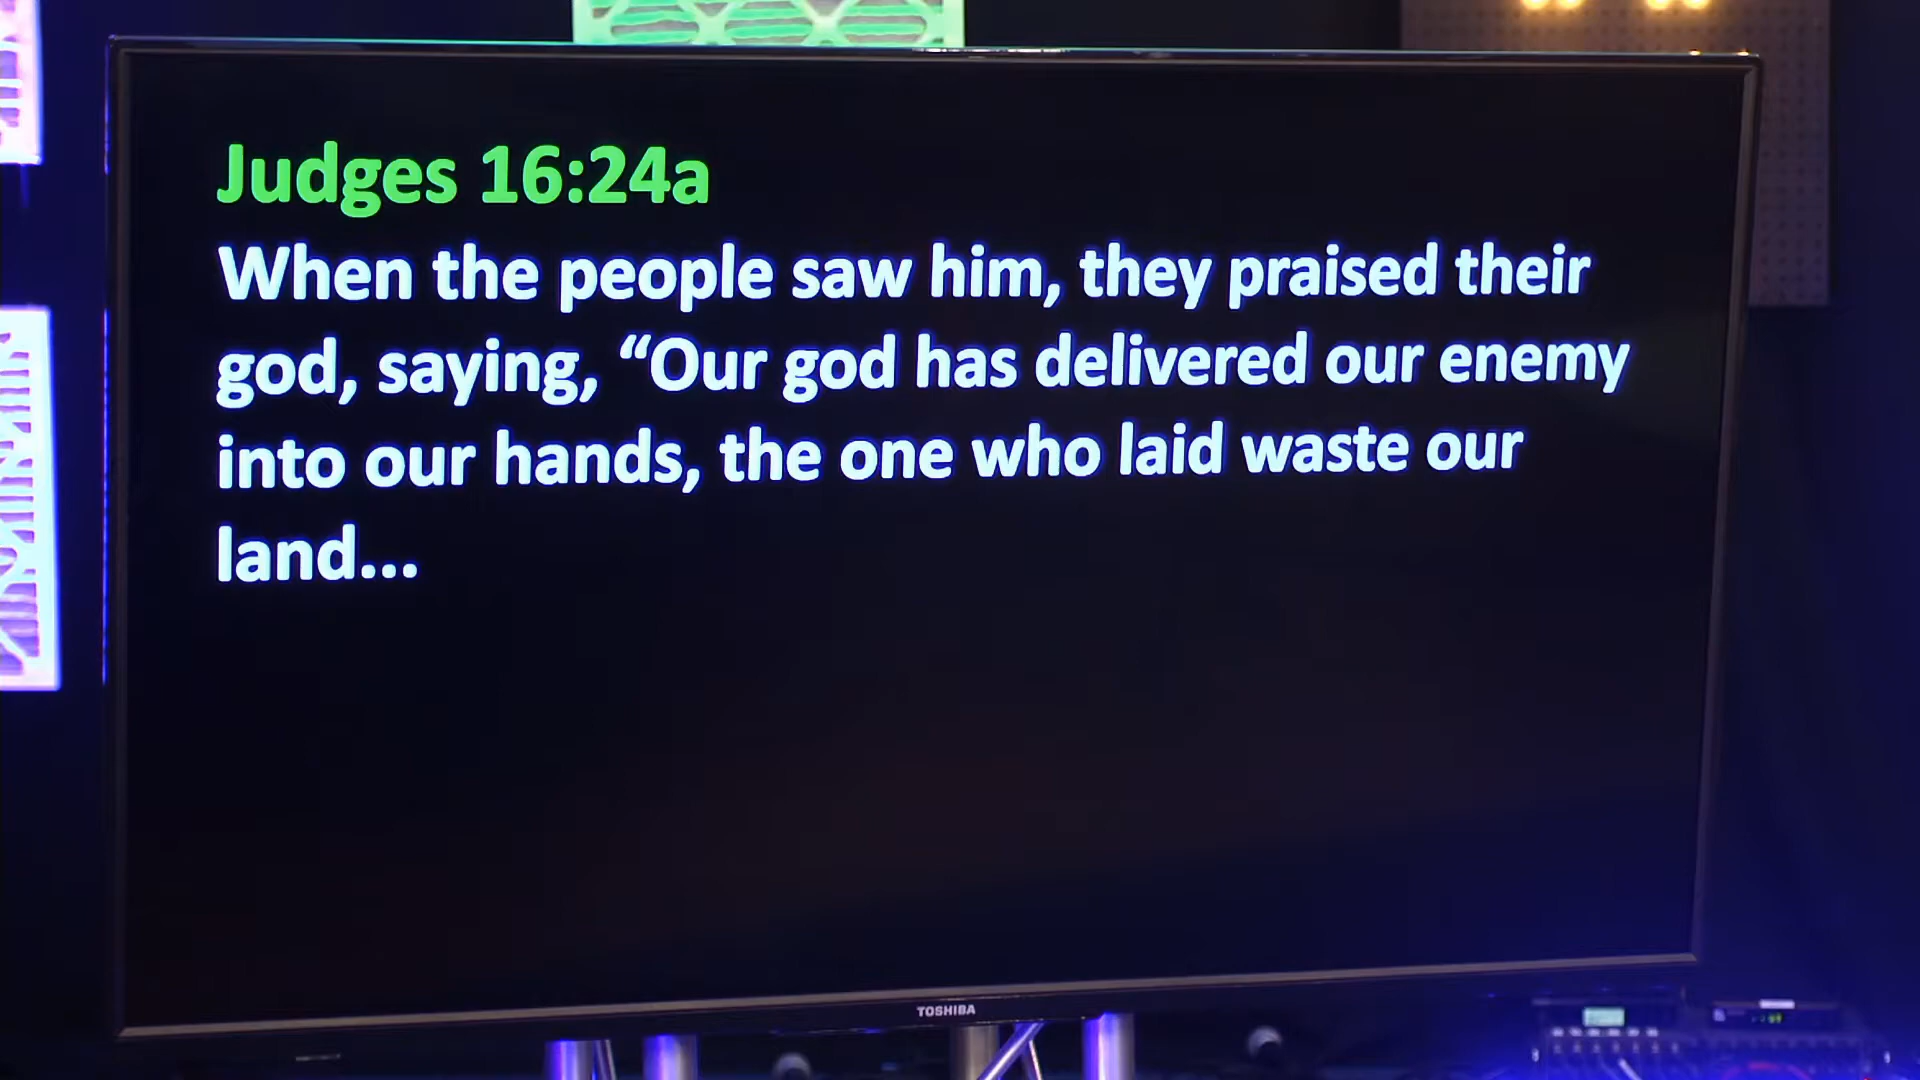 Judges 16:24a
When the people saw him, they praised their
god, saying, “Our god has delivered our enemy
into our hands, the one who laid waste our
land...
TOSHIBA